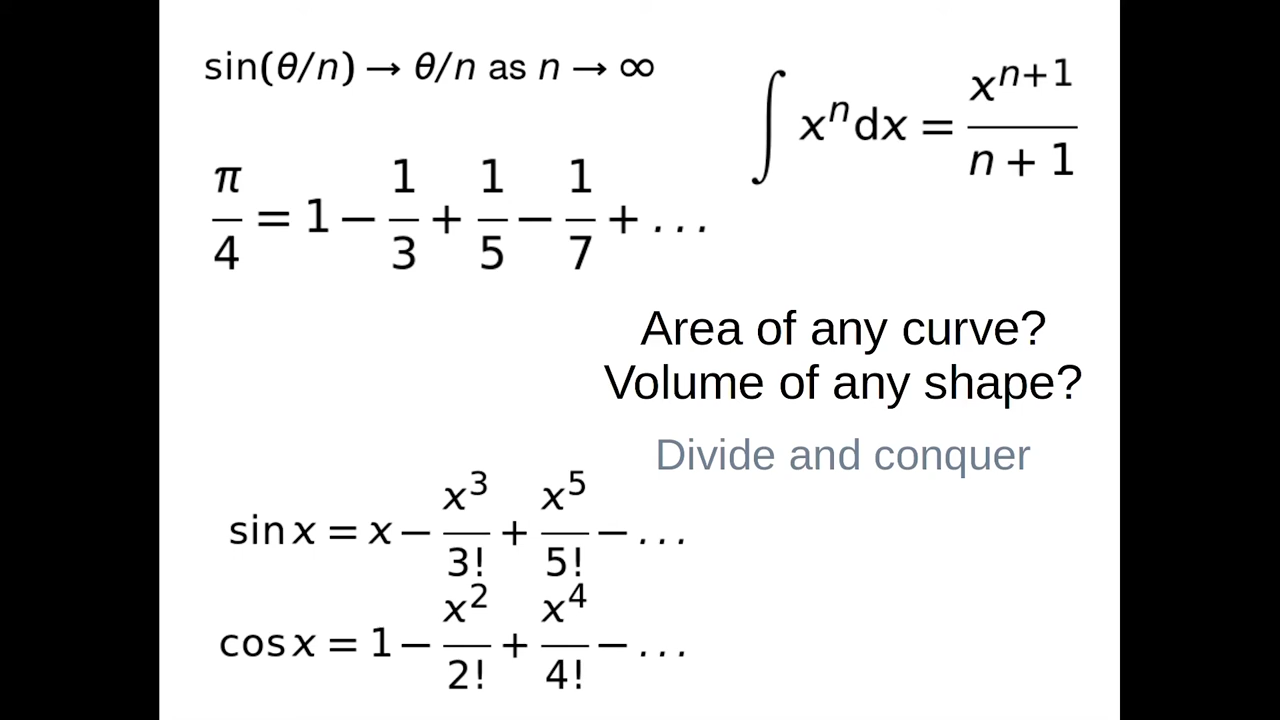 sin(θ/n) → θ/n as n → ∞
∫ xⁿdx = xⁿ⁺¹/(n + 1)
π/4 = 1 − 1/3 + 1/5 − 1/7 + ...
Area of any curve?
Volume of any shape?
Divide and conquer
sin x = x − x³/3! + x⁵/5! − ...
cos x = 1 − x²/2! + x⁴/4! − ...